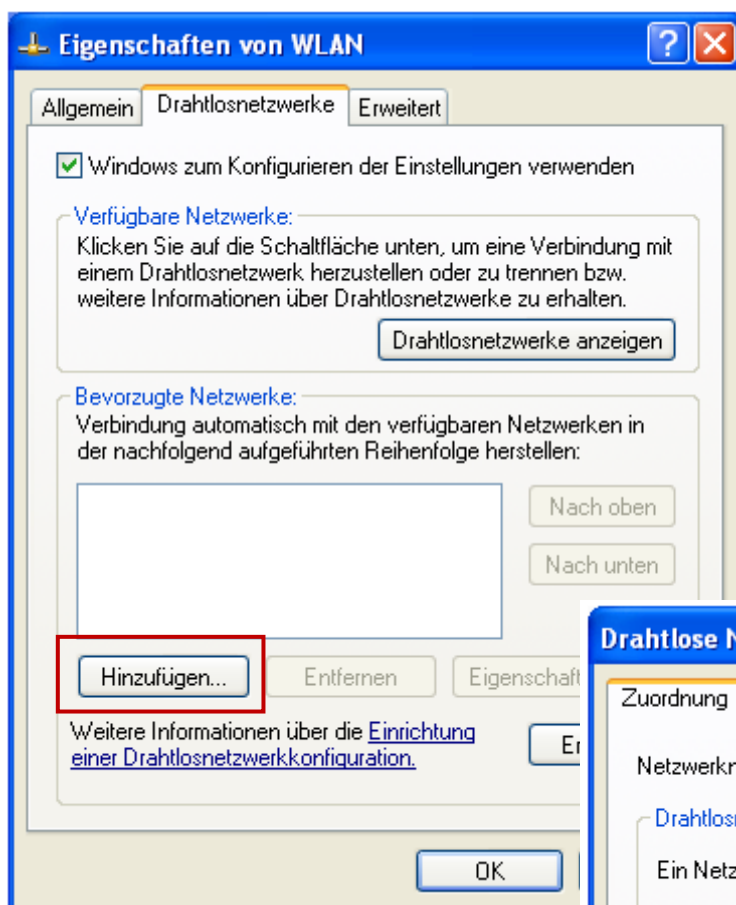 Eigenschaften von WLAN
Allgemein Drahtlosnetzwerke Erweitert
Windows zum Konfigurieren der Einstellungen verwenden
Verfügbare Netzwerke:
Klicken Sie auf die Schaltfläche unten, um eine Verbindung mit
einem Drahtlosnetzwerk herzustellen oder zu trennen bzw.
weitere Informationen über Drahtlosnetzwerke zu erhalten.
Drahtlosnetzwerke anzeigen
Bevorzugte Netzwerke:
Verbindung automatisch mit den verfügbaren Netzwerken in
der nachfolgend aufgeführten Reihenfolge herstellen:
Nach oben
Nach unten
Hinzufügen... Entfernen
Weitere Informationen über die Einrichtung
einer Drahtlosnetzwerkkonfiguration.
OK
Drahtlose
Zuordnung
Ein